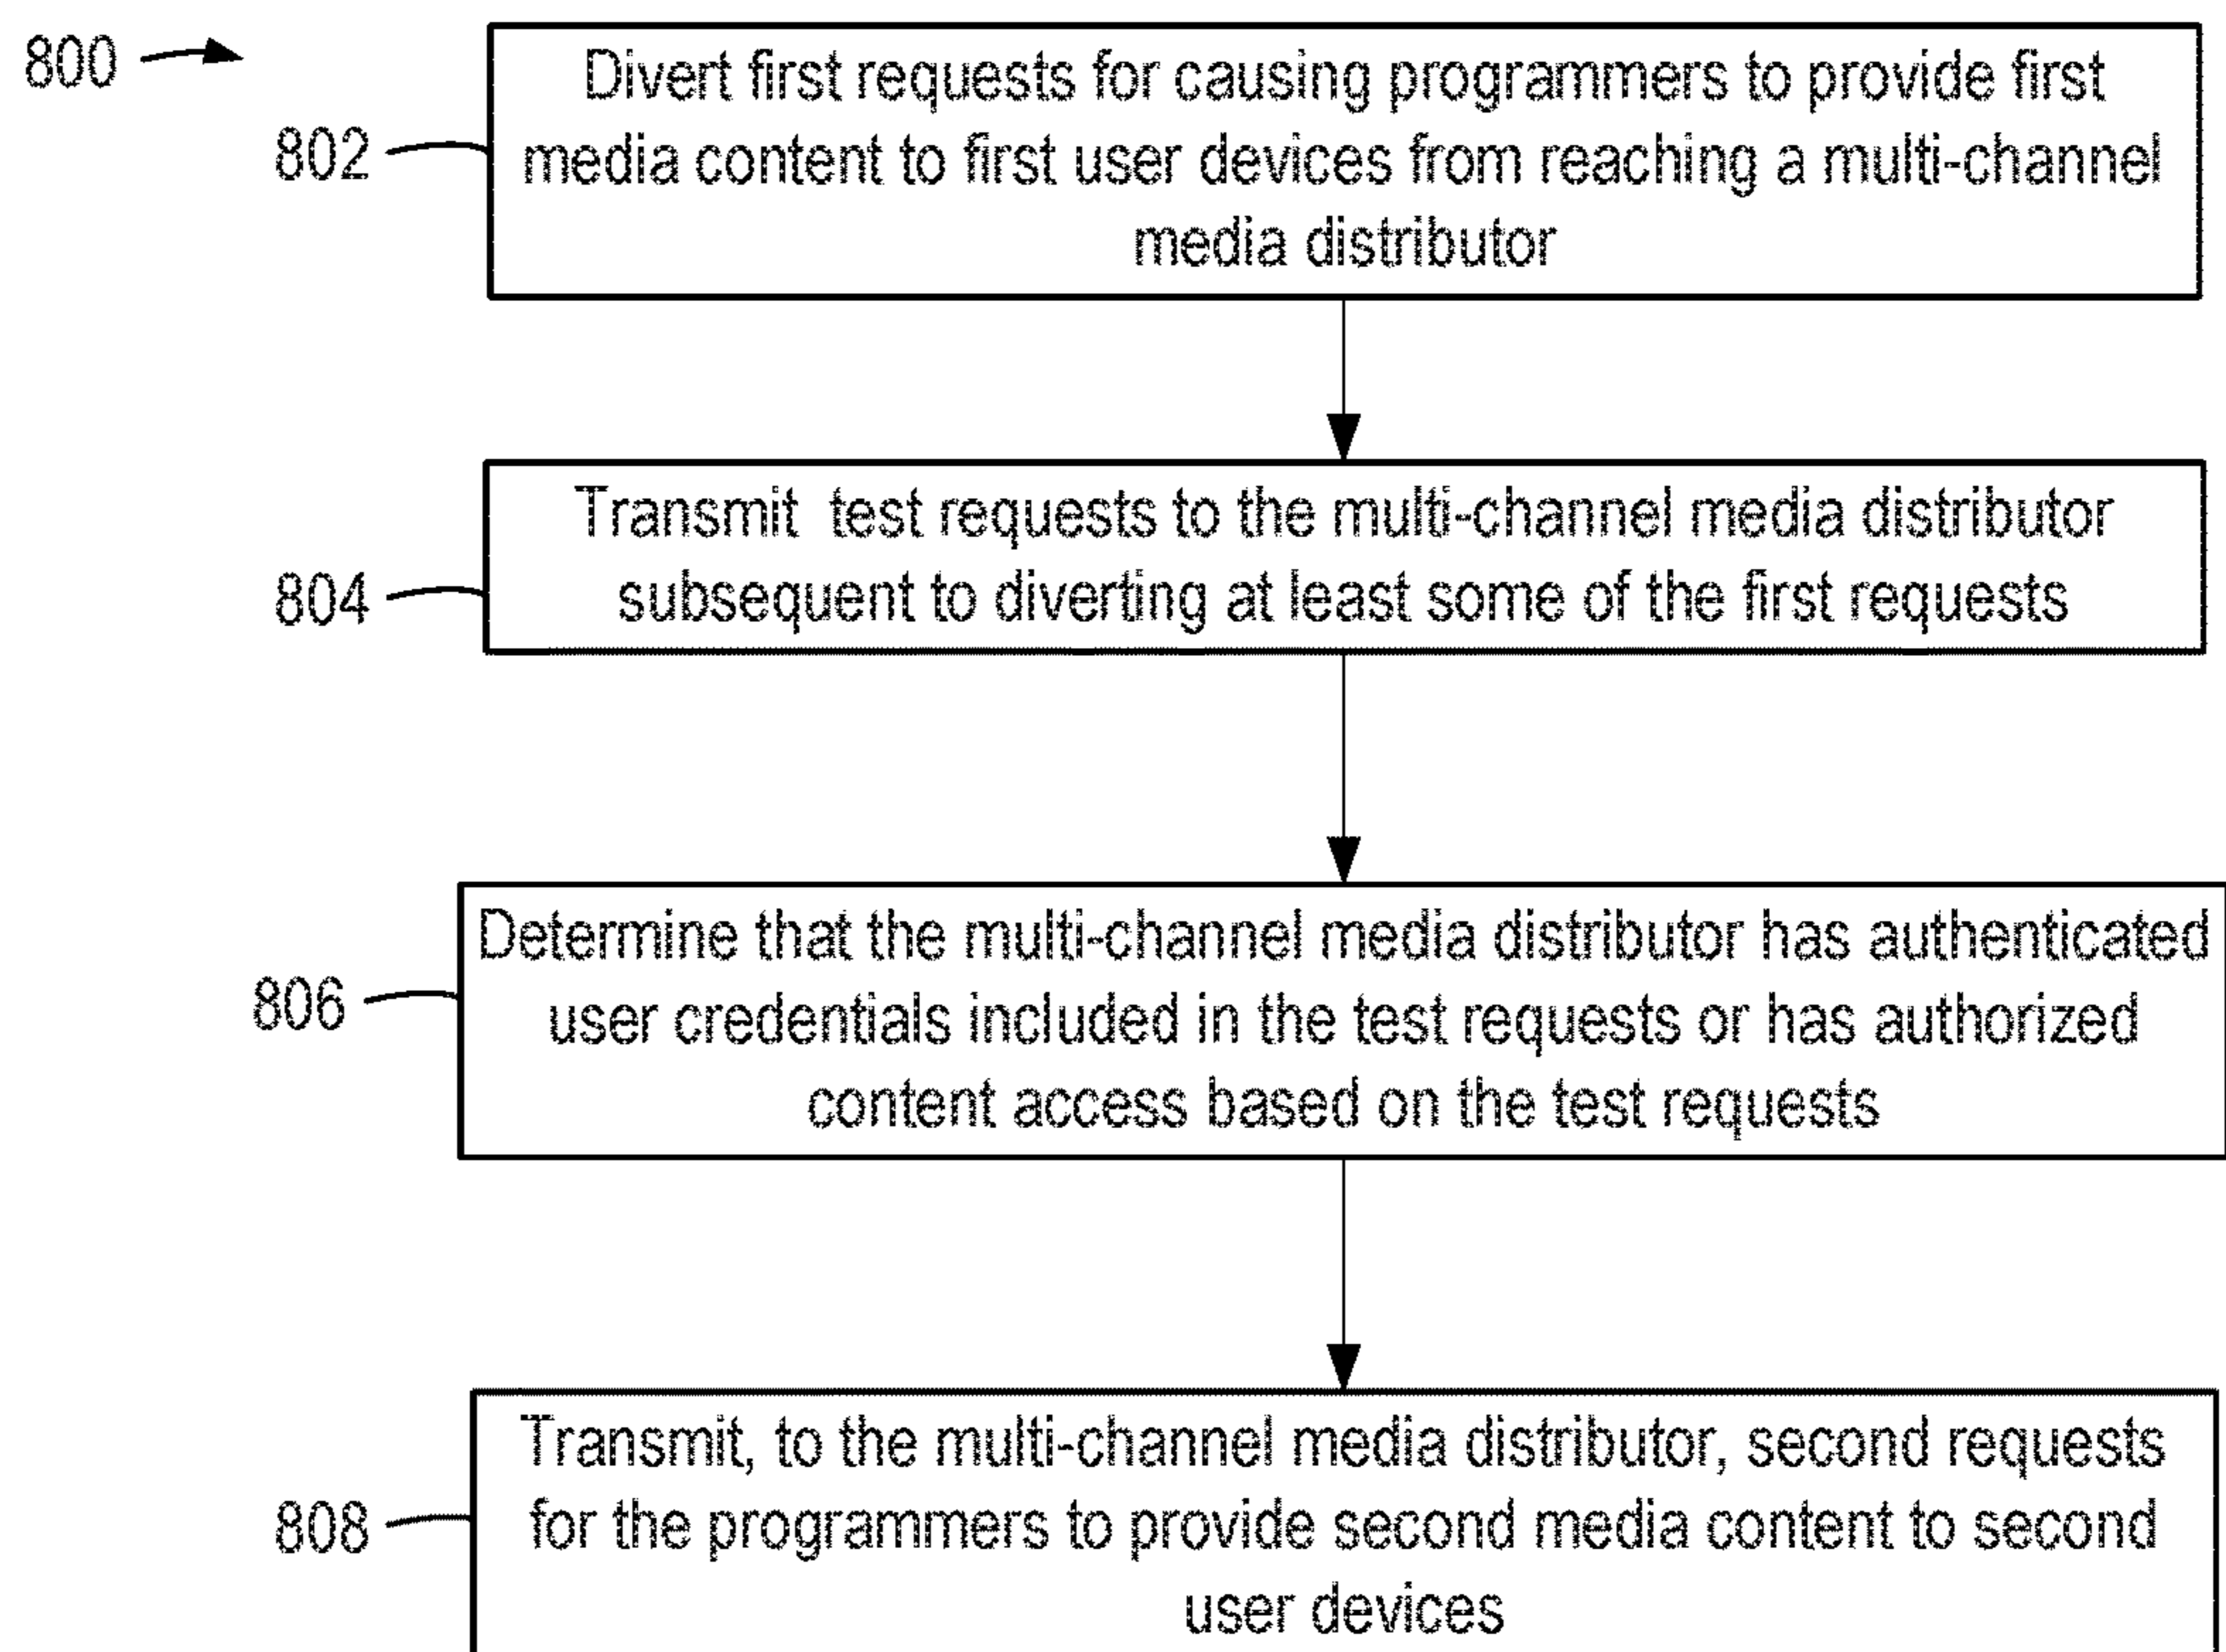 800
Divert first requests for causing programmers to provide first
802
media content to first user devices from reaching a multi-channel
media distributor
Transmit test requests to the multi-channel media distributor
804
subsequent to diverting at least some of the first requests
Determine that the multi-channel media distributor has authenticated
806
user credentials included in the test requests or has authorized
content access based on the test requests
Transmit, to the multi-channel media distributor, second requests
808
for the programmers to provide second media content to second
user devices